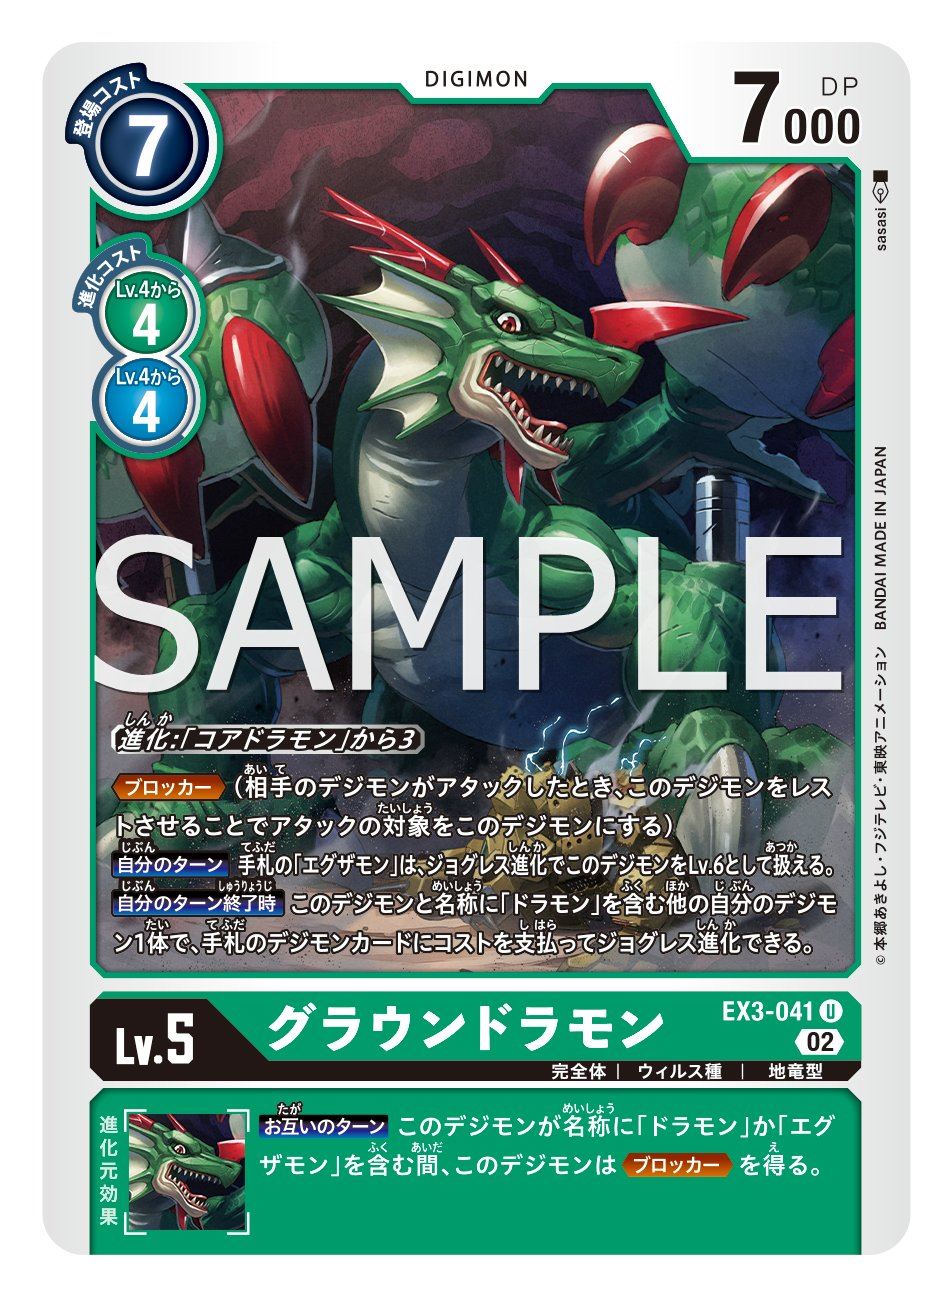 DIGIMON
登場コスト
7
7000
DP
進化コスト
Lv.4から
4
Lv.4から
4
sasasi
SAMPLE
進化:「コアドラモン」から3
ブロッカー (相手のデジモンがアタックしたとき、このデジモンをレス
トさせることでアタックの対象をこのデジモンにする)
自分のターン 手札の「エグザモン」は、ジョグレス進化でこのデジモンをLv.6として扱える。
自分のターン終了時 このデジモンと名称に「ドラモン」を含む他の自分のデジモ
ン1体で、手札のデジモンカードにコストを支払ってジョグレス進化できる。
©本郷あきよし・フジテレビ・東映アニメーション BANDAI MADE IN JAPAN
Lv.5
グラウンドラモン
EX3-041 U
02
完全体 | ウィルス種 | 地竜型
進化元効果
お互いのターン このデジモンが名称に「ドラモン」か「エグ
ザモン」を含む間、このデジモンは ブロッカー を得る。